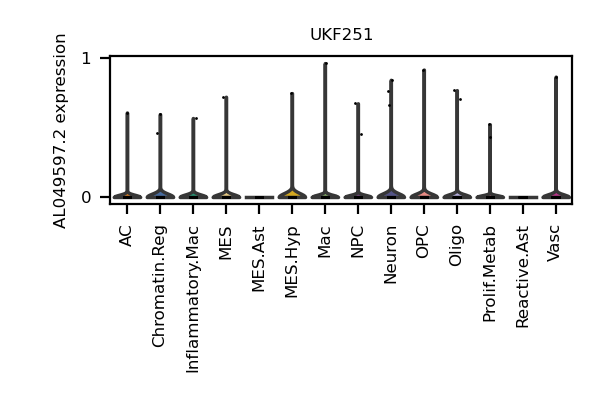 UKF251
AL049597.2 expression
1
0
AC
Chromatin.Reg
Inflammatory.Mac
MES
MES.Ast
MES.Hyp
Mac
NPC
Neuron
OPC
Oligo
Prolif.Metab
Reactive.Ast
Vasc